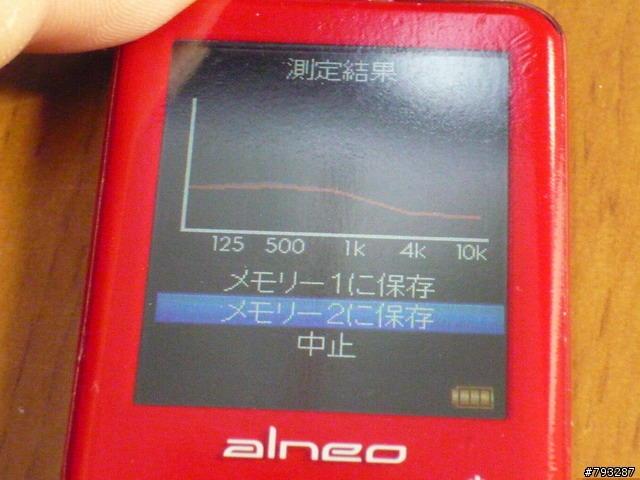 測定結果
125 500 1k 4k 10k
メモリー1に保存
メモリー2に保存
中止
alneo
#793287